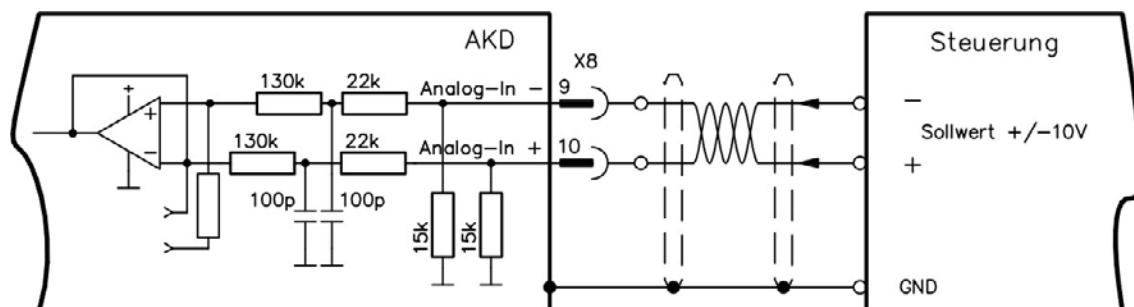 AKD
X8
Steuerung
130k
22k
Analog-In -
9
-
+
+
Sollwert +/-10V
-
130k
22k
Analog-In +
10
+
100p
100p
15k
15k
GND